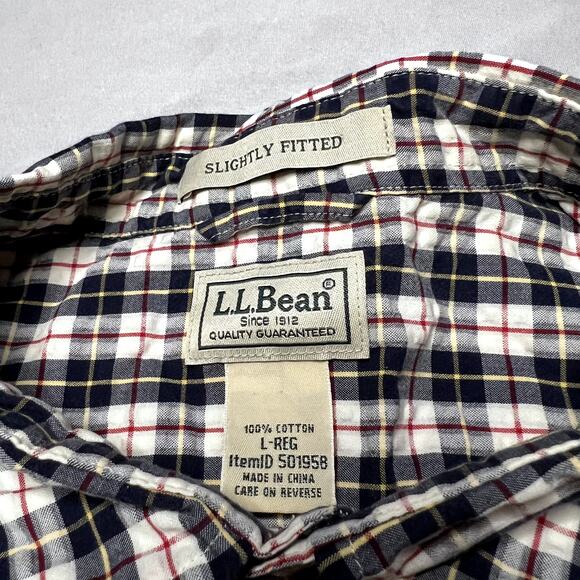 SLIGHTLY FITTED
L.L.Bean®
Since 1912
QUALITY GUARANTEED
100% COTTON
L-REG
ItemID 501958
MADE IN CHINA
CARE ON REVERSE